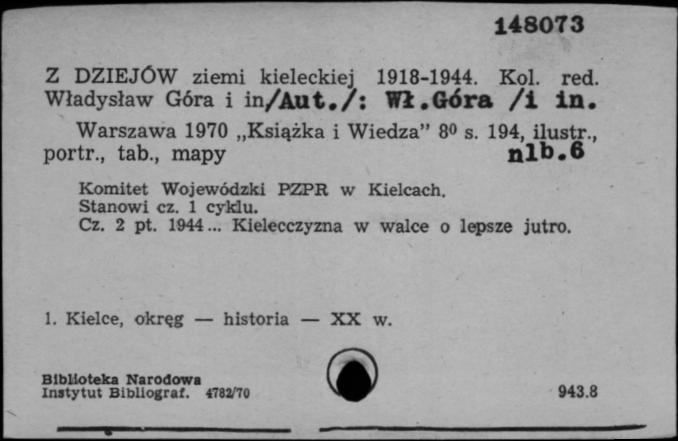 148073
Z DZIEJÓW ziemi kieleckiej 1918-1944. Kol. red.
Władysław Góra i in/Aut./: Wł.Góra /i in.
Warszawa 1970 „Książka i Wiedza” 8⁰ s. 194, ilustr.,
portr., tab., mapy nlb.6
Komitet Wojewódzki PZPR w Kielcach.
Stanowi cz. 1 cyklu.
Cz. 2 pt. 1944... Kielecczyzna w walce o lepsze jutro.
1. Kielce, okręg — historia — XX w.
Biblioteka Narodowa
Instytut Bibliograf. 4782/70 943.8